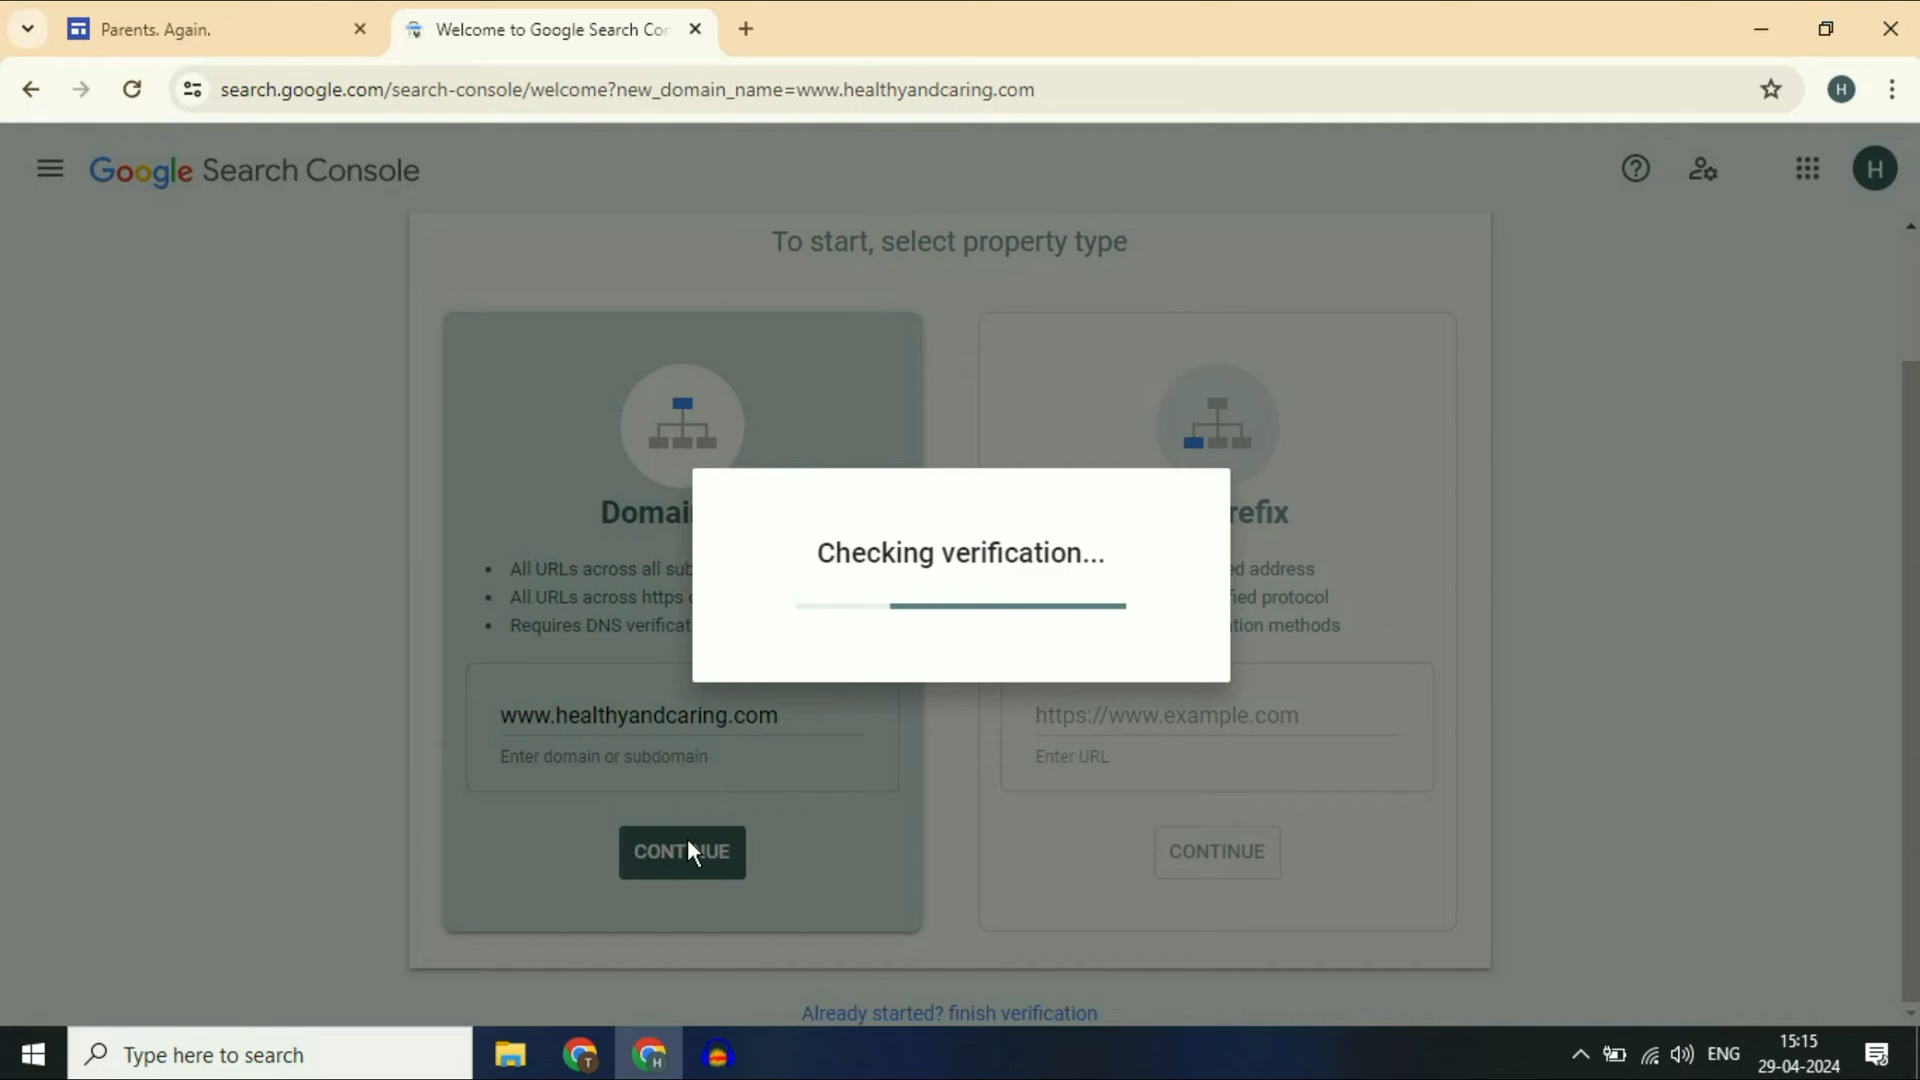 Parents. Again.
Welcome to Google Search Con
search.google.com/search-console/welcome?new_domain_name=www.healthyandcaring.com
H
Google Search Console
H
To start, select property type
Domai
refix
All URLs across all sub
ed address
All URLs across https o
fied protocol
Requires DNS verificat
tion methods
Checking verification...
www.healthyandcaring.com
https://www.example.com
Enter domain or subdomain
Enter URL
CONTINUE
CONTINUE
Already started? finish verification
Type here to search
T
H
ENG
15:15
29-04-2024